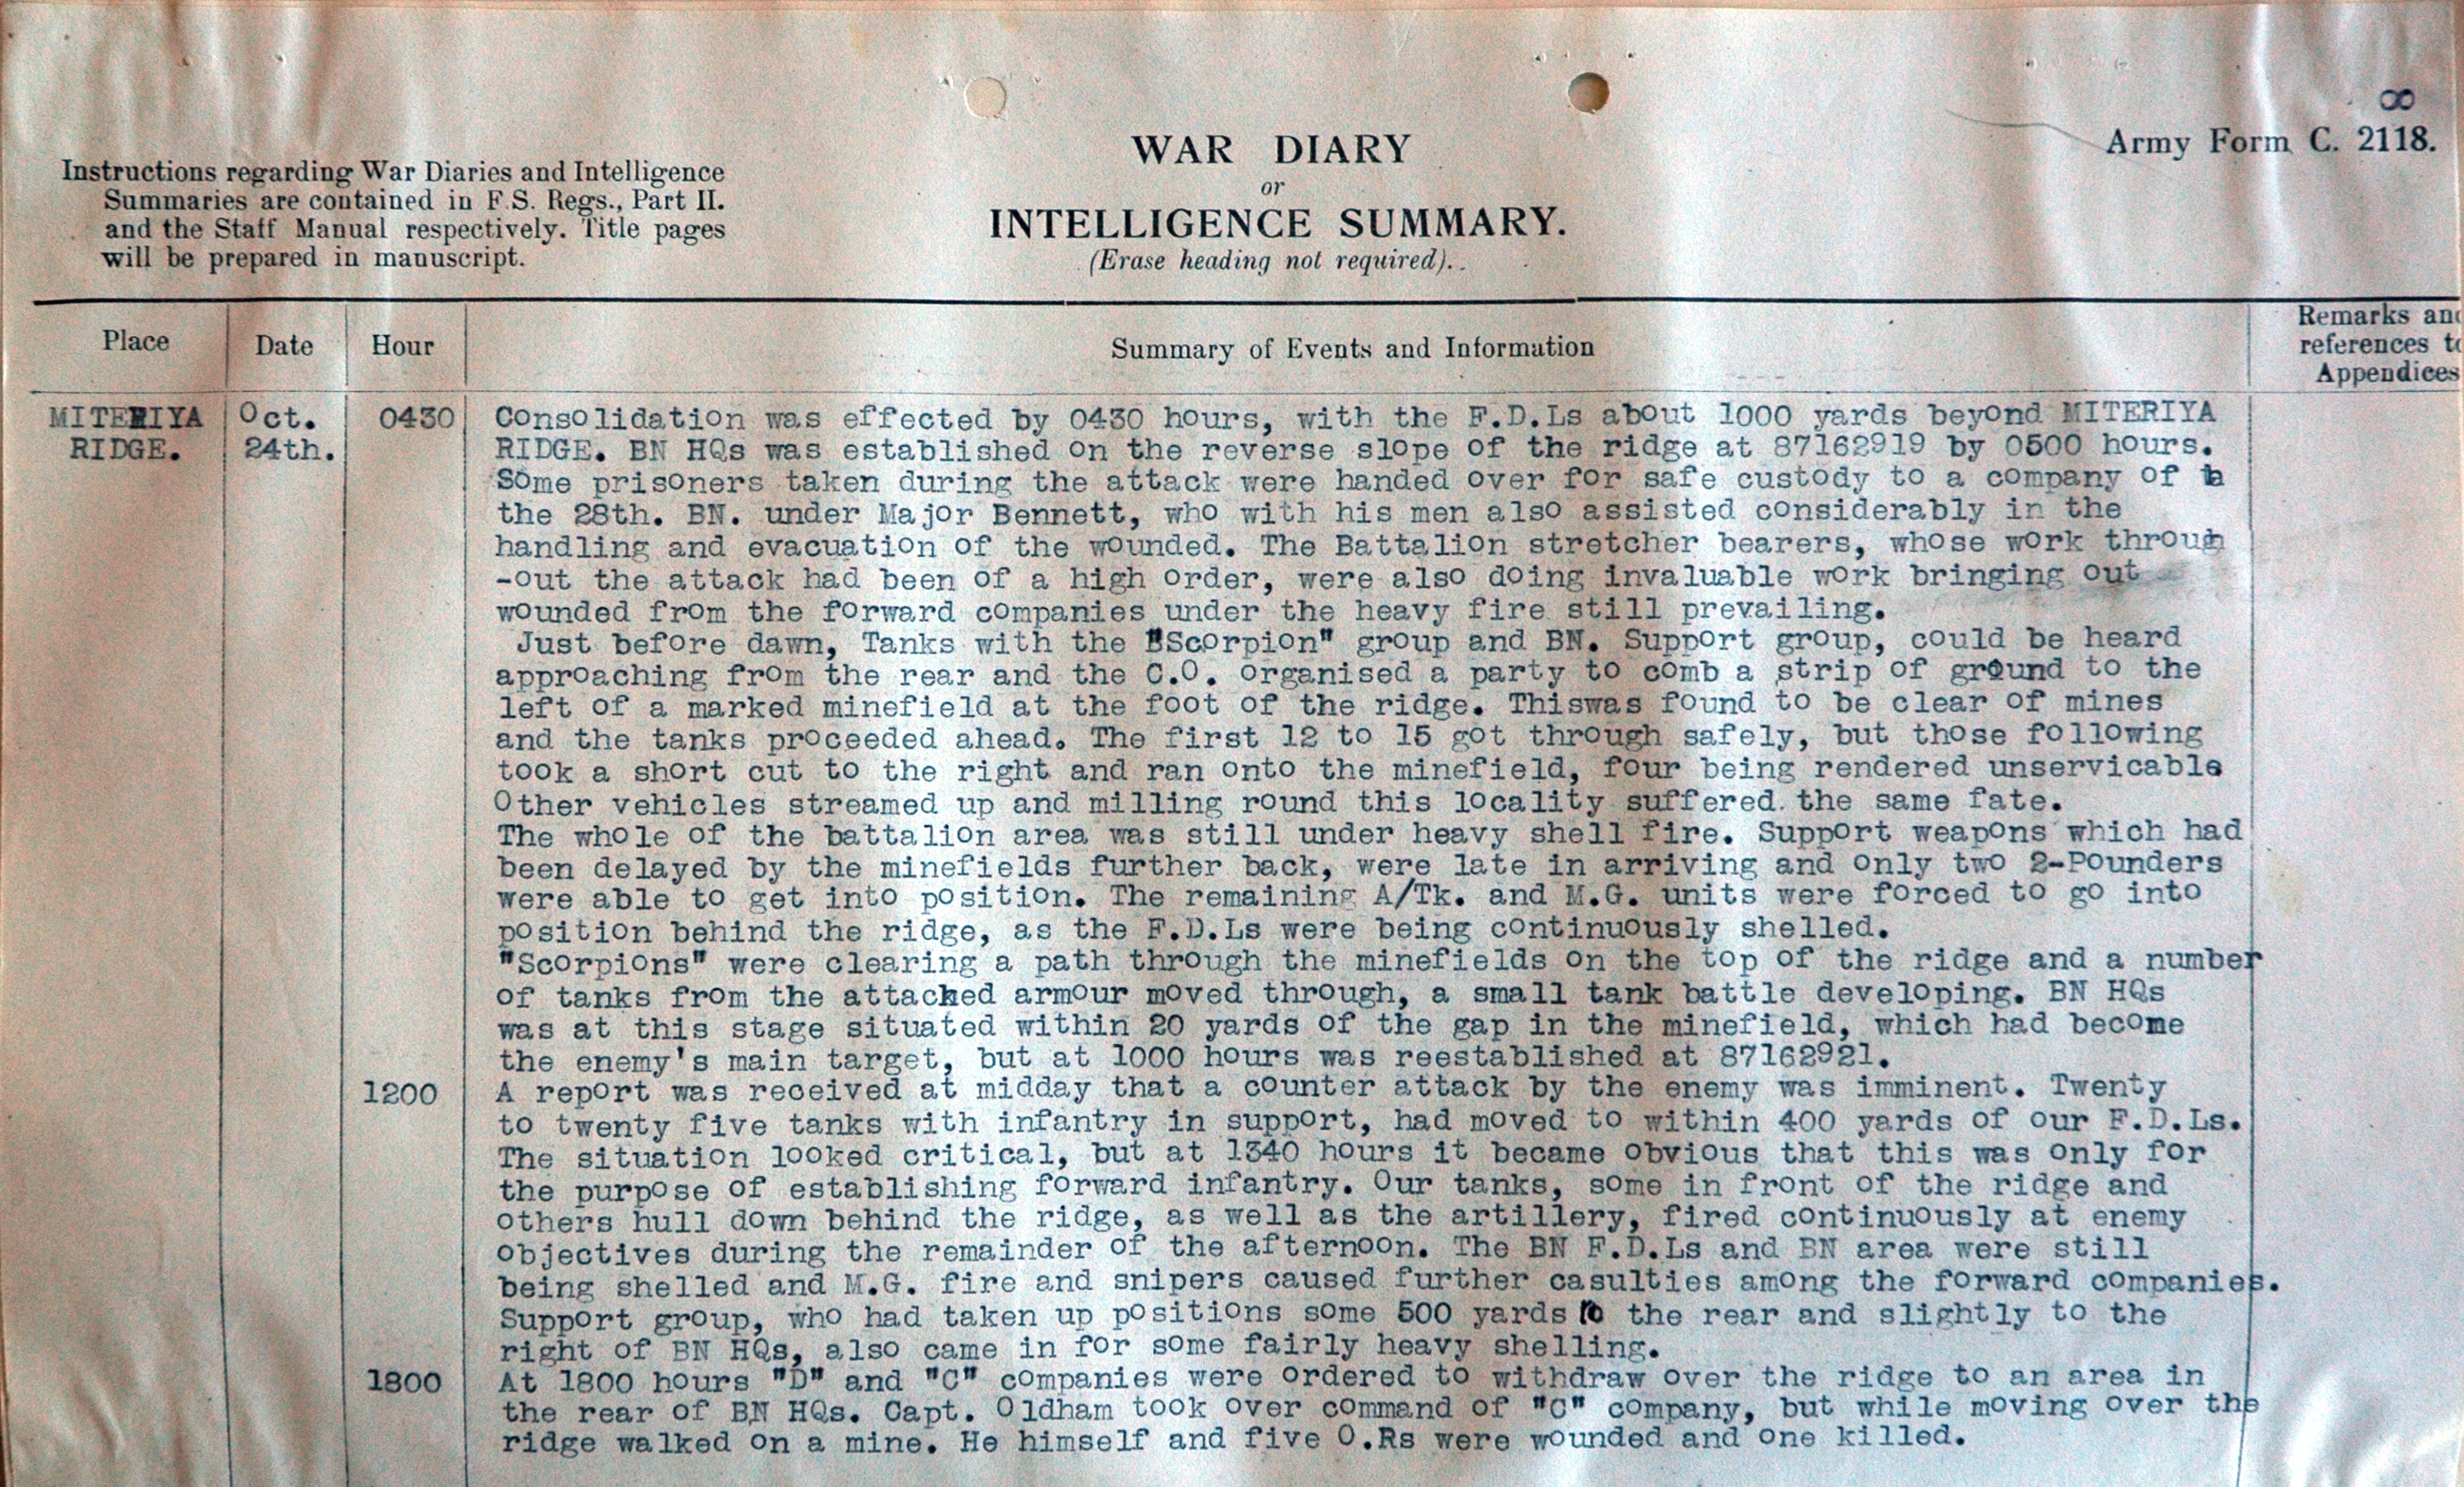 8
Army Form C. 2118.
WAR DIARY
or
INTELLIGENCE SUMMARY.
(Erase heading not required)..
Instructions regarding War Diaries and Intelligence
Summaries are contained in F.S. Regs., Part II.
and the Staff Manual respectively. Title pages
will be prepared in manuscript.
Place Date Hour Summary of Events and Information
Remarks and
references to
Appendices
MITERIYA Oct. 0430 Consolidation was effected by 0430 hours, with the F.D.Ls about 1000 yards beyond MITERIYA
RIDGE. 24th. RIDGE. BN HQs was established on the reverse slope of the ridge at 87162919 by 0500 hours.
Some prisoners taken during the attack were handed over for safe custody to a company of
the 28th. BN. under Major Bennett, who with his men also assisted considerably in the
handling and evacuation of the wounded. The Battalion stretcher bearers, whose work through
-out the attack had been of a high order, were also doing invaluable work bringing out
wounded from the forward companies under the heavy fire still prevailing.
Just before dawn, Tanks with the "Scorpion" group and BN. Support group, could be heard
approaching from the rear and the C.O. organised a party to comb a strip of ground to the
left of a marked minefield at the foot of the ridge. Thiswas found to be clear of mines
and the tanks proceeded ahead. The first 12 to 15 got through safely, but those following
took a short cut to the right and ran onto the minefield, four being rendered unservicable
Other vehicles streamed up and milling round this locality suffered. the same fate.
The whole of the battalion area was still under heavy shell fire. Support weapons which had
been delayed by the minefields further back, were late in arriving and only two 2-Pounders
were able to get into position. The remaining A/Tk. and M.G. units were forced to go into
position behind the ridge, as the F.D.Ls were being continuously shelled.
"Scorpions" were clearing a path through the minefields on the top of the ridge and a number
of tanks from the attached armour moved through, a small tank battle developing. BN HQs
was at this stage situated within 20 yards of the gap in the minefield, which had become
the enemy's main target, but at 1000 hours was reestablished at 87162921.
1200 A report was received at midday that a counter attack by the enemy was imminent. Twenty
to twenty five tanks with infantry in support, had moved to within 400 yards of our F.D.Ls.
The situation looked critical, but at 1340 hours it became obvious that this was only for
the purpose of establishing forward infantry. Our tanks, some in front of the ridge and
others hull down behind the ridge, as well as the artillery, fired continuously at enemy
objectives during the remainder of the afternoon. The BN F.D.Ls and BN area were still
being shelled and M.G. fire and snipers caused further casulties among the forward companies.
Support group, who had taken up positions some 500 yards to the rear and slightly to the
right of BN HQs, also came in for some fairly heavy shelling.
1800 At 1800 hours "D" and "C" companies were ordered to withdraw over the ridge to an area in
the rear of BN HQs. Capt. Oldham took over command of "C" company, but while moving over the
ridge walked on a mine. He himself and five O.Rs were wounded and one killed.